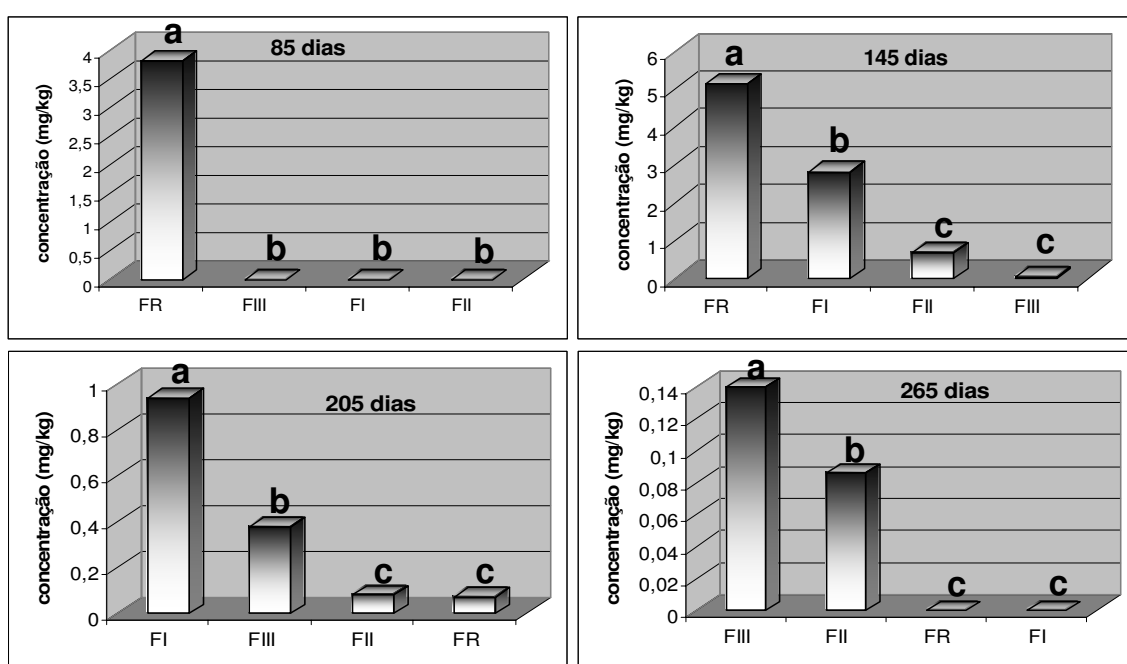 85 dias
concentração (mg/kg)
4
3,5
3
2,5
2
1,5
1
0,5
0
a
b
b
b
FR
FIII
FI
FII
145 dias
concentração (mg/kg)
6
5
4
3
2
1
0
a
b
c
c
FR
FI
FII
FIII
205 dias
concentração (mg/kg)
1
0,8
0,6
0,4
0,2
0
a
b
c
c
FI
FIII
FII
FR
265 dias
concentração (mg/kg)
0,14
0,12
0,1
0,08
0,06
0,04
0,02
0
a
b
c
c
FIII
FII
FR
FI